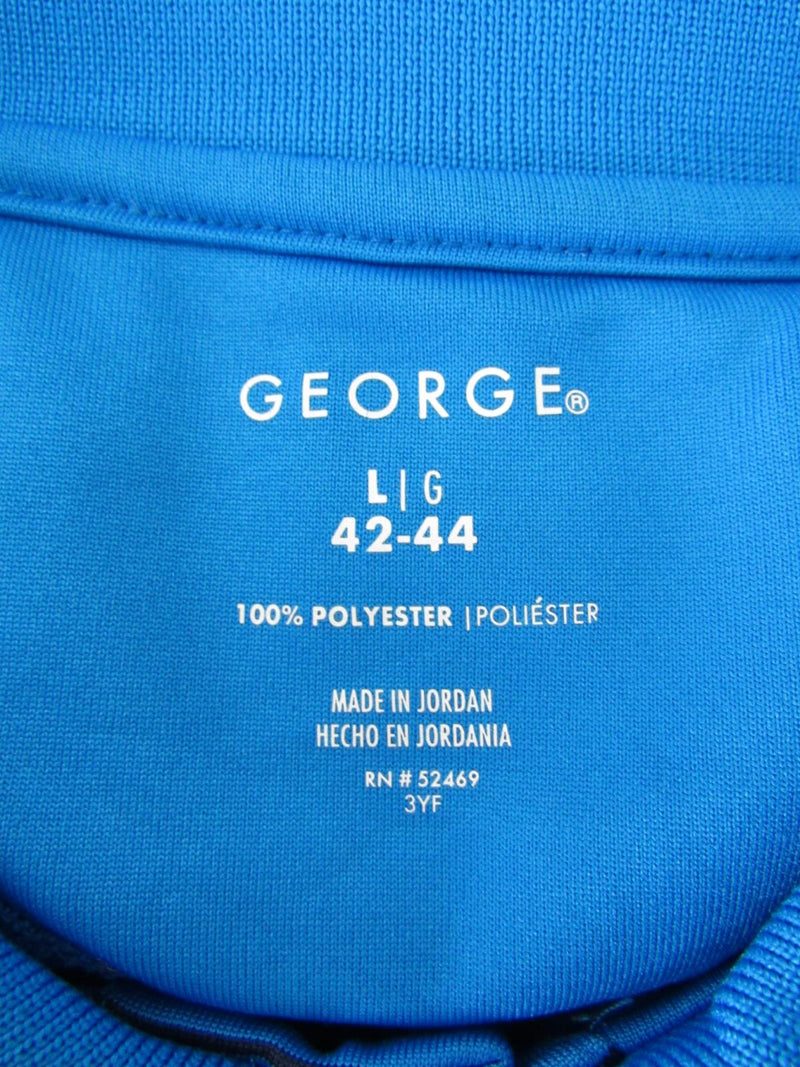 GEORGE®
L | G
42-44
100% POLYESTER | POLIÉSTER
MADE IN JORDAN
HECHO EN JORDANIA
RN # 52469
3YF